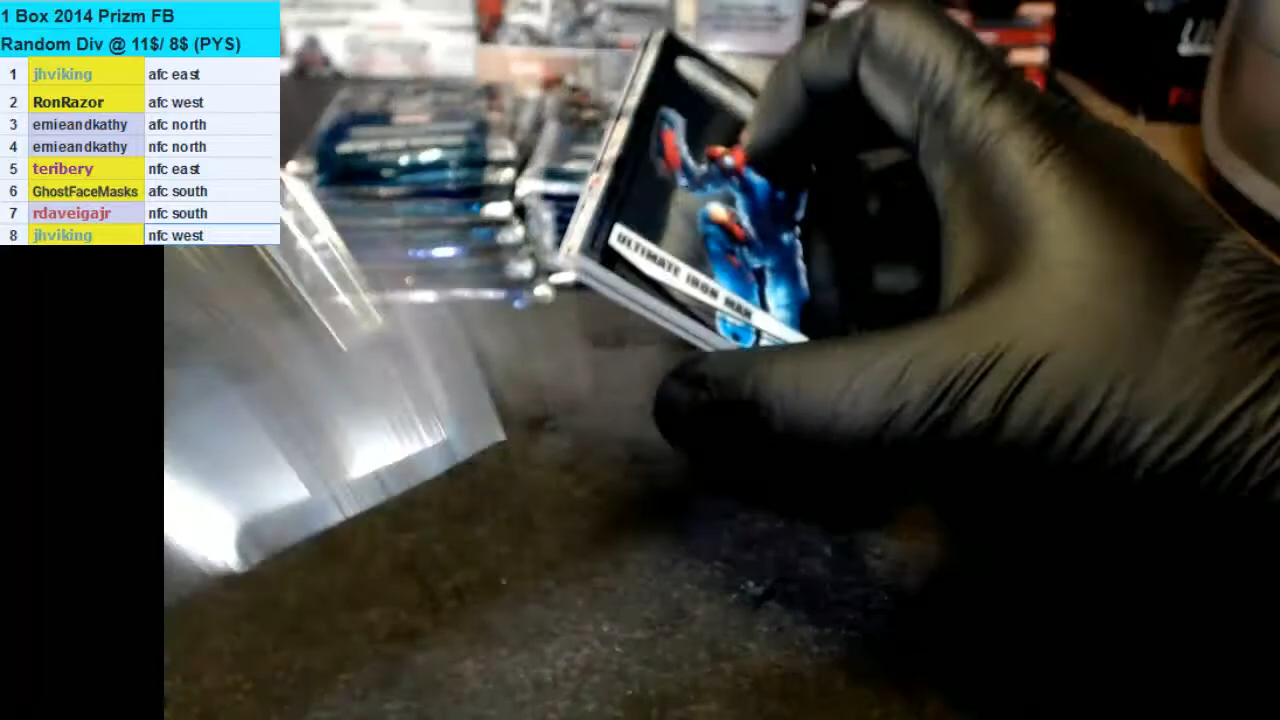 1 Box 2014 Prizm FB
Random Div @ 11$/ 8$ (PYS)
1 jhviking afc east
2 RonRazor afc west
3 emieandkathy afc north
4 emieandkathy nfc north
5 teribery nfc east
6 GhostFaceMasks afc south
7 rdaveigajr nfc south
8 jhviking nfc west
ULTIMATE IRON MAN